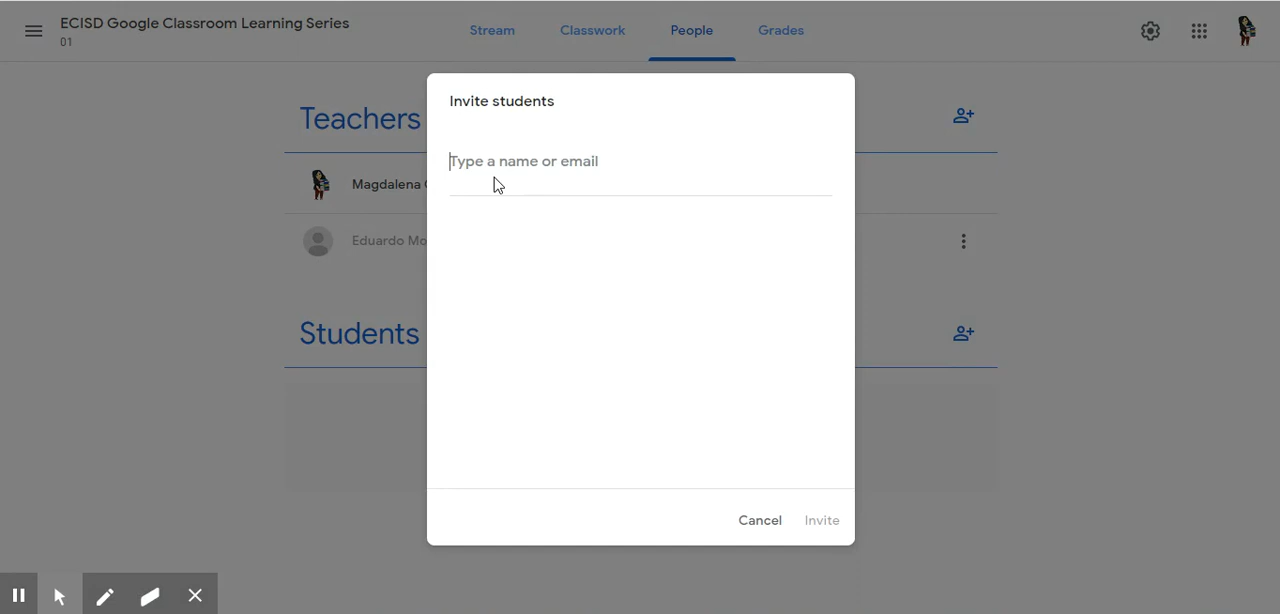 ECISD Google Classroom Learning Series
01
Stream
Classwork
People
Grades
Invite students
Type a name or email
Teachers
Magdalena
Eduardo Mo
Students
Cancel
Invite